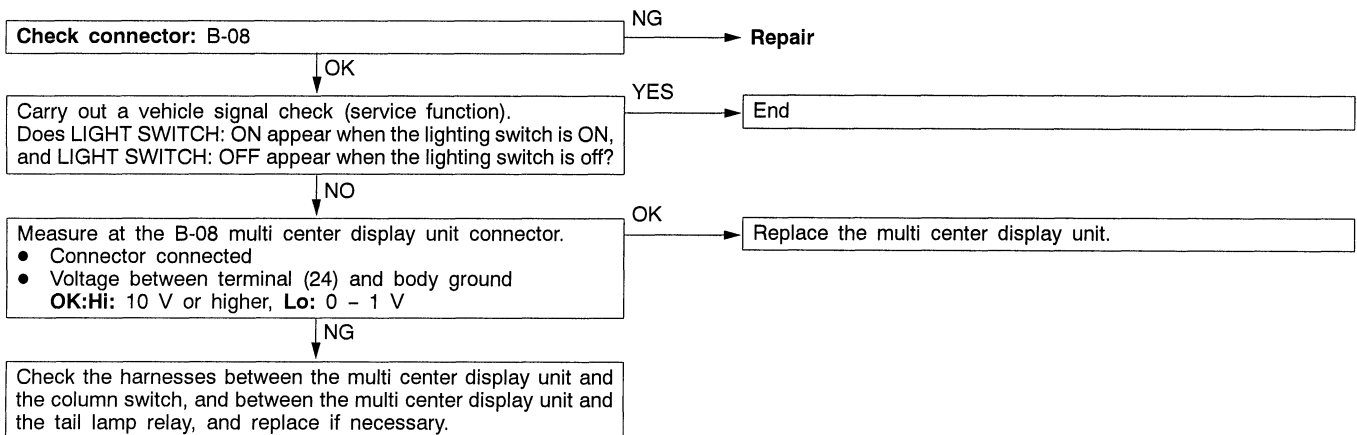 Check connector: B-08
NG
Repair
OK
Carry out a vehicle signal check (service function).
Does LIGHT SWITCH: ON appear when the lighting switch is ON,
and LIGHT SWITCH: OFF appear when the lighting switch is off?
YES
End
NO
Measure at the B-08 multi center display unit connector.
● Connector connected
● Voltage between terminal (24) and body ground
OK:Hi: 10 V or higher, Lo: 0 – 1 V
OK
Replace the multi center display unit.
NG
Check the harnesses between the multi center display unit and
the column switch, and between the multi center display unit and
the tail lamp relay, and replace if necessary.